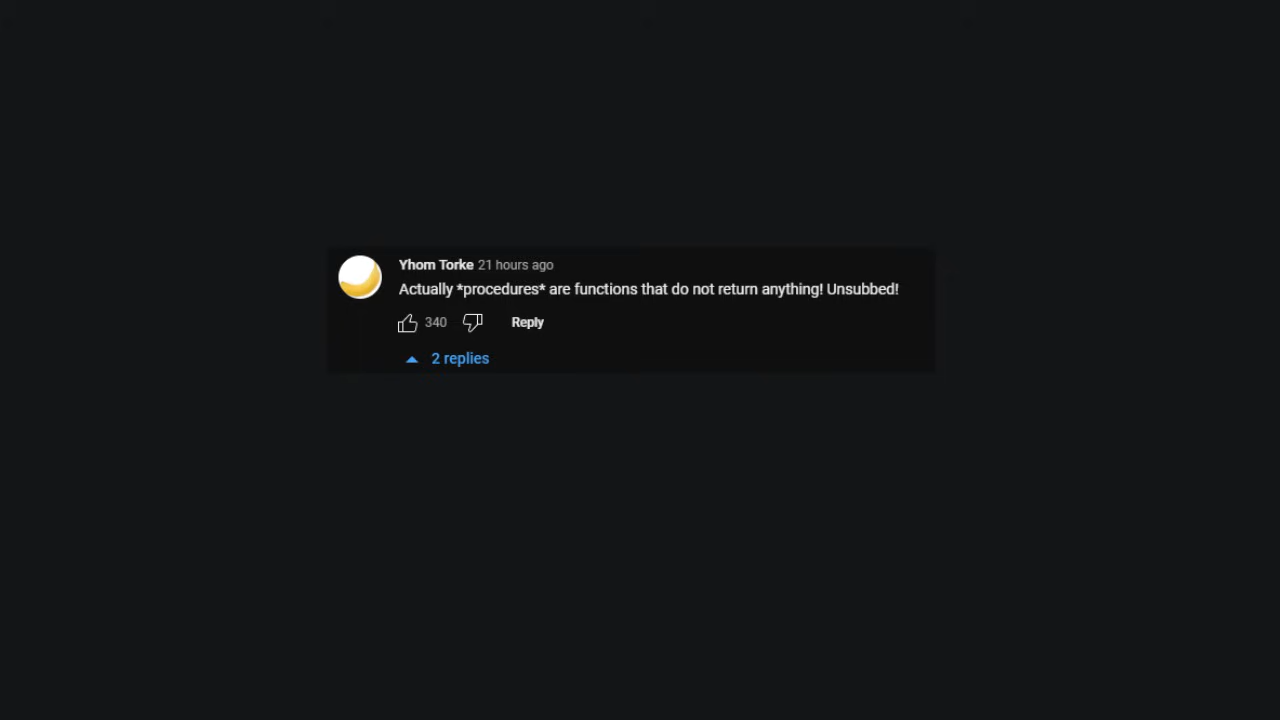 Yhom Torke 21 hours ago
Actually *procedures* are functions that do not return anything! Unsubbed!
340 Reply
2 replies